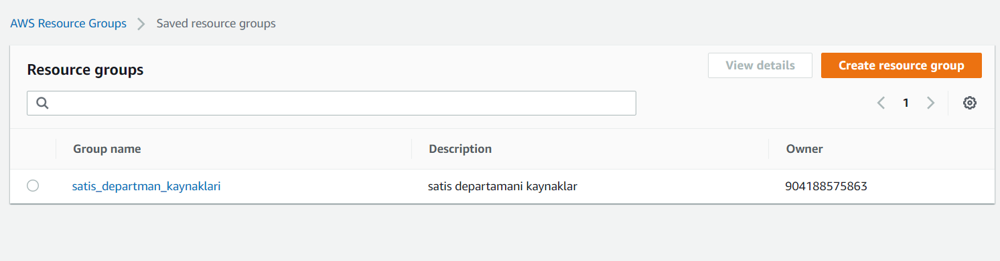 AWS Resource Groups > Saved resource groups
Resource groups
View details
Create resource group
1
Group name Description Owner
satis_departman_kaynaklari satis departamani kaynaklar 904188575863